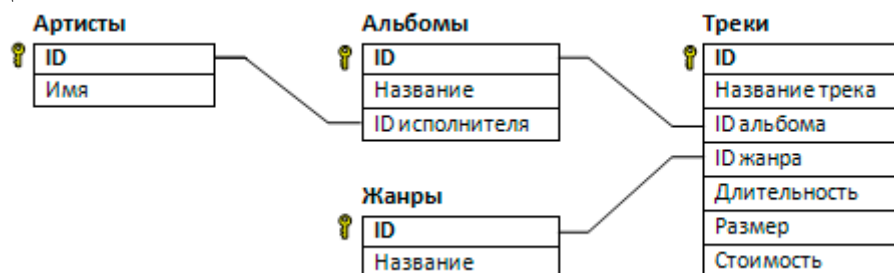 Артисты
ID
Имя
Альбомы
ID
Название
ID исполнителя
Жанры
ID
Название
Треки
ID
Название трека
ID альбома
ID жанра
Длительность
Размер
Стоимость